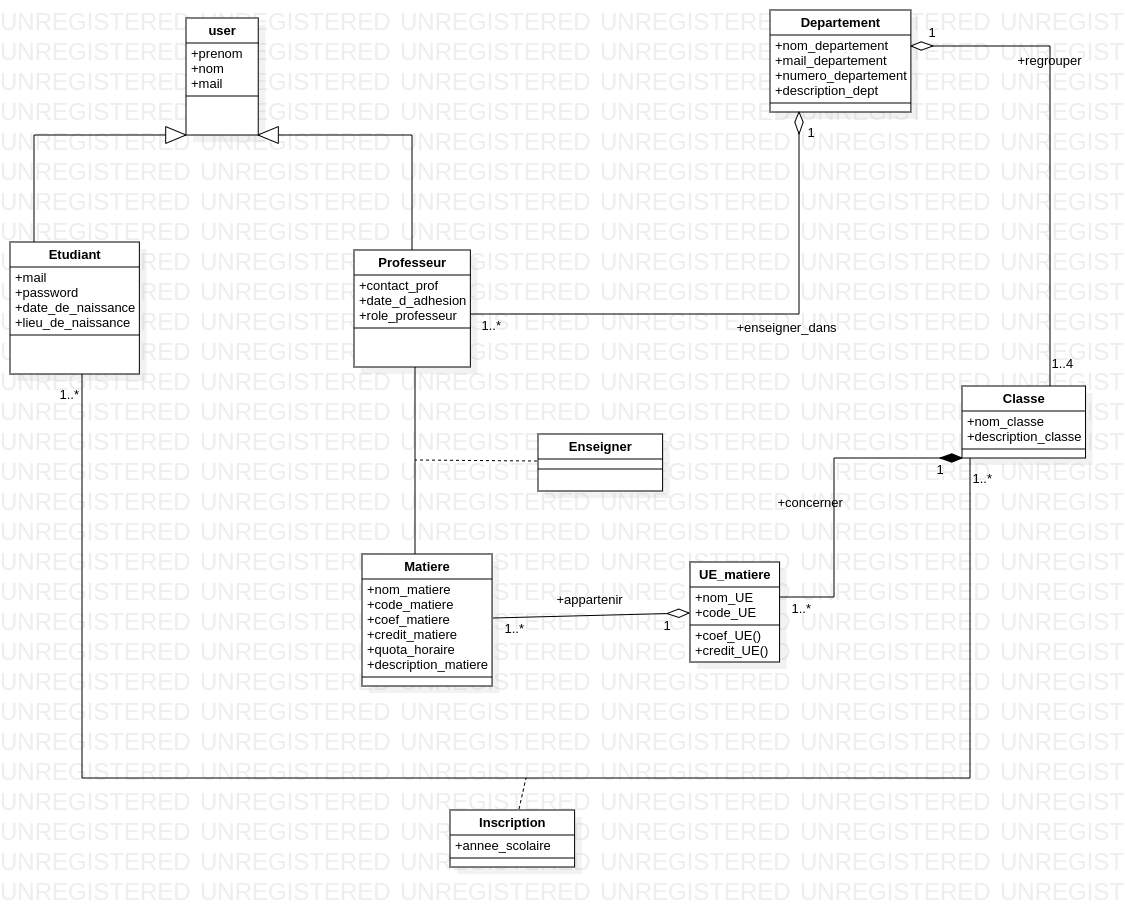 user
+prenom
+nom
+mail
Departement
+nom_departement
+mail_departement
+numero_departement
+description_dept
1
+regrouper
1
Etudiant
+mail
+password
+date_de_naissance
+lieu_de_naissance
Professeur
+contact_prof
+date_d_adhesion
+role_professeur
1..*
+enseigner_dans
1..4
1..*
Classe
+nom_classe
+description_classe
Enseigner
1
1..*
+concerner
Matiere
+nom_matiere
+code_matiere
+coef_matiere
+credit_matiere
+quota_horaire
+description_matiere
+appartenir
1..*
1
UE_matiere
+nom_UE
+code_UE
+coef_UE()
+credit_UE()
1..*
Inscription
+annee_scolaire
UNREGISTERED